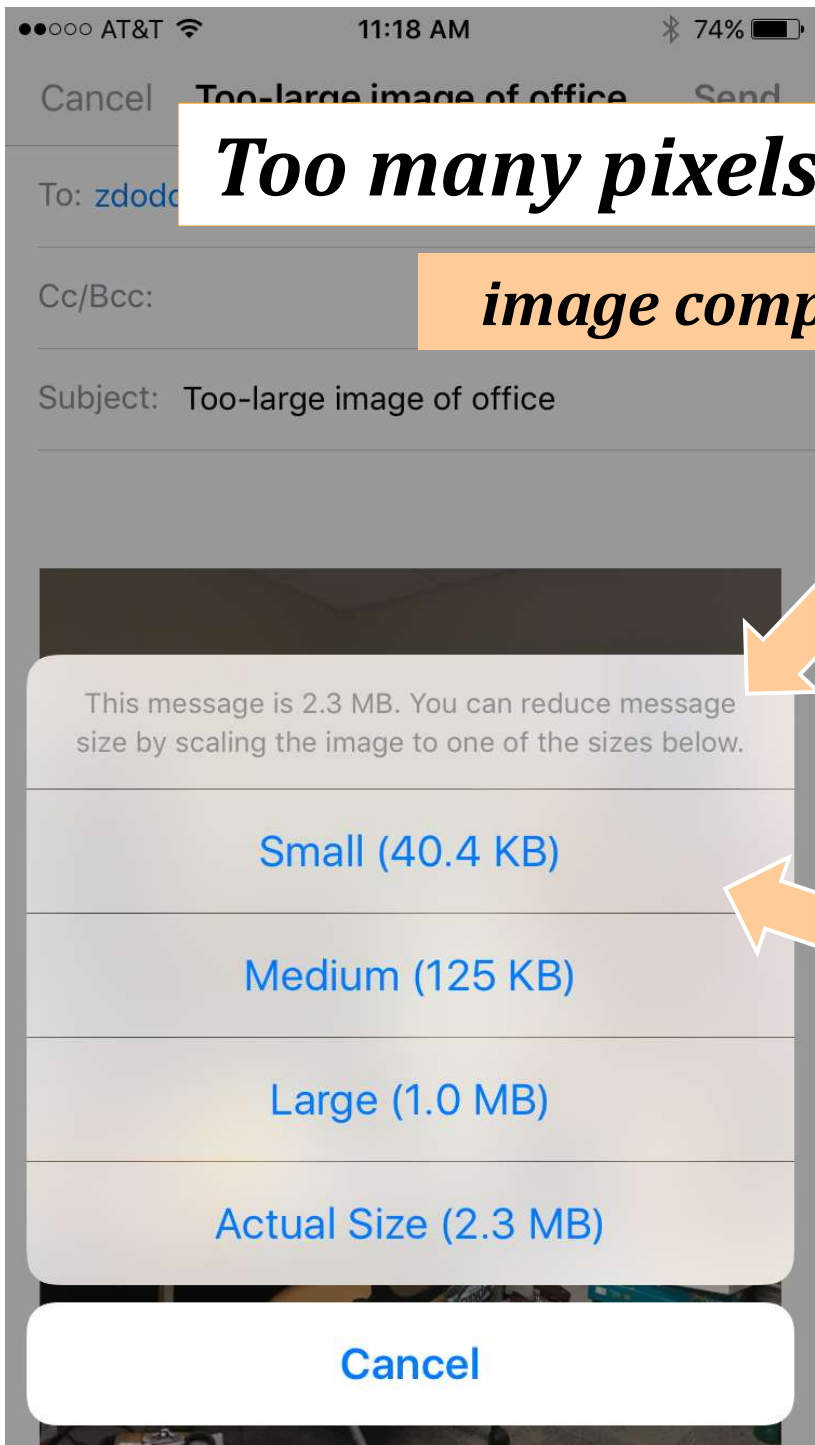 AT&T 11:18 AM 74%
Cancel Too-large image of office Send
Too many pixels
To:
image
Cc/Bcc:
Subject: Too-large image of office
This message is 2.3 MB. You can reduce message
size by scaling the image to one of the sizes below.
Small (40.4 KB)
Medium (125 KB)
Large (1.0 MB)
Actual Size (2.3 MB)
Cancel